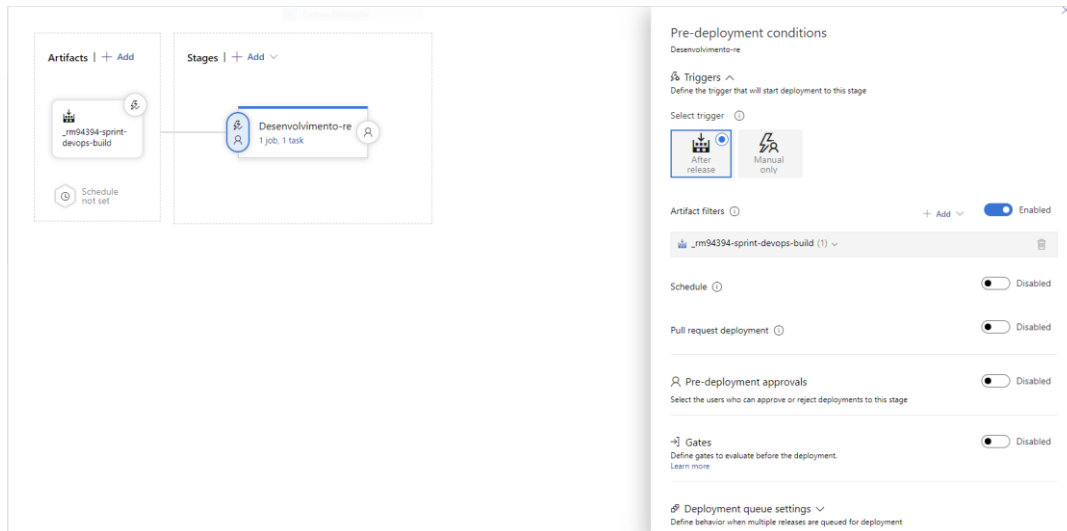 Artifacts | + Add
Stages | + Add
_rm94394-sprint-
devops-build
Schedule
not set
Desenvolvimento-re
1 job, 1 task
Pre-deployment conditions
Desenvolvimento-re
Triggers
Define the trigger that will start deployment to this stage
Select trigger
After
release
Manual
only
Artifact filters
+ Add
Enabled
_rm94394-sprint-devops-build (1)
Schedule
Disabled
Pull request deployment
Disabled
Pre-deployment approvals
Disabled
Select the users who can approve or reject deployments to this stage
Gates
Disabled
Define gates to evaluate before the deployment.
Learn more
Deployment queue settings
Define behavior when multiple releases are queued for deployment